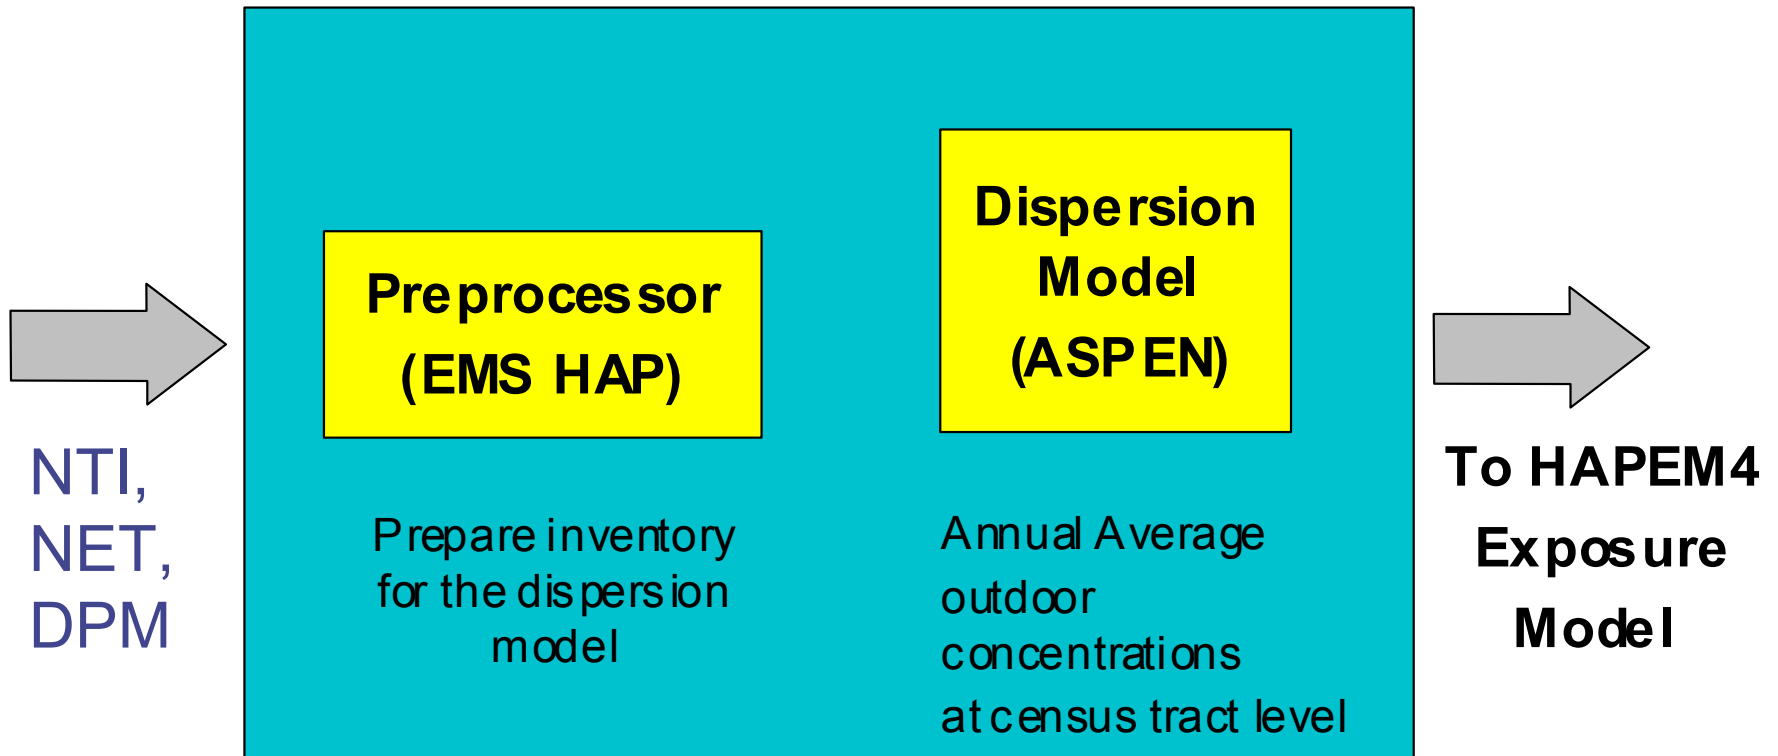 NTI,
NET,
DPM
Preprocessor
(EMS HAP)
Prepare inventory
for the dispersion
model
Dispersion
Model
(ASPEN)
Annual Average
outdoor
concentrations
at census tract level
To HAPEM4
Exposure
Model